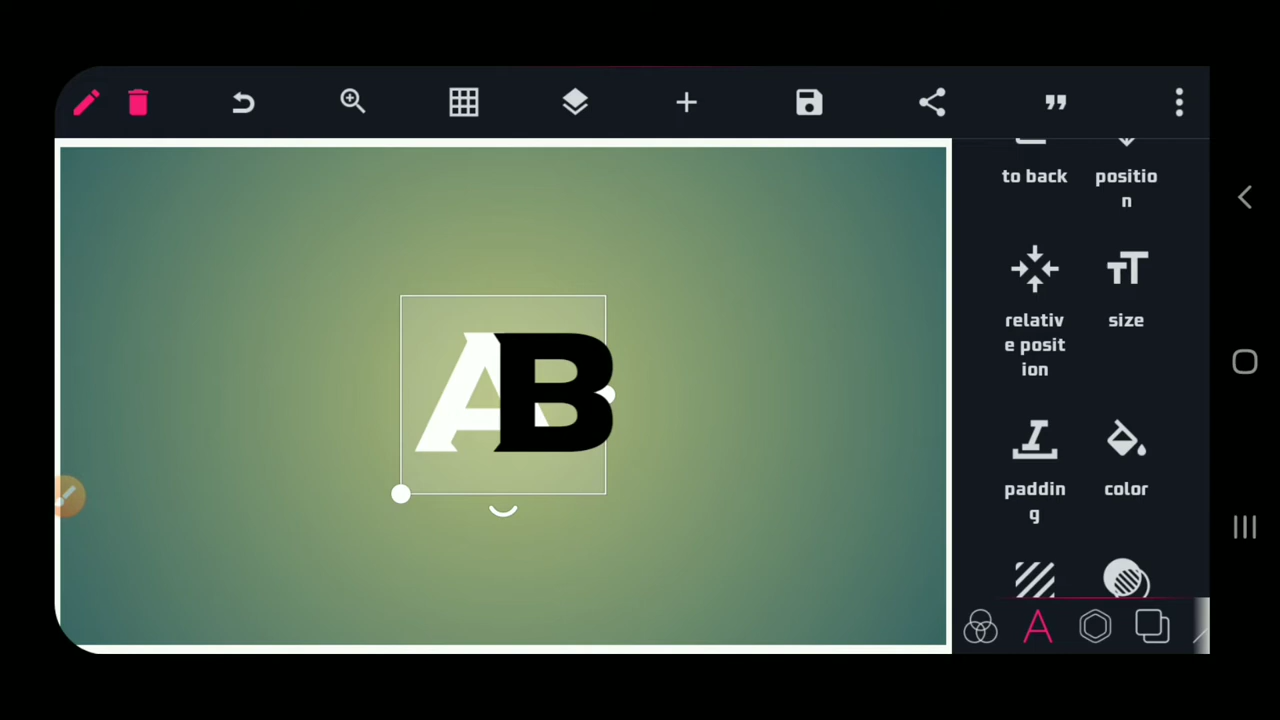 to back
positio
n
relativ
e posit
ion
size
paddin
g
color
AB